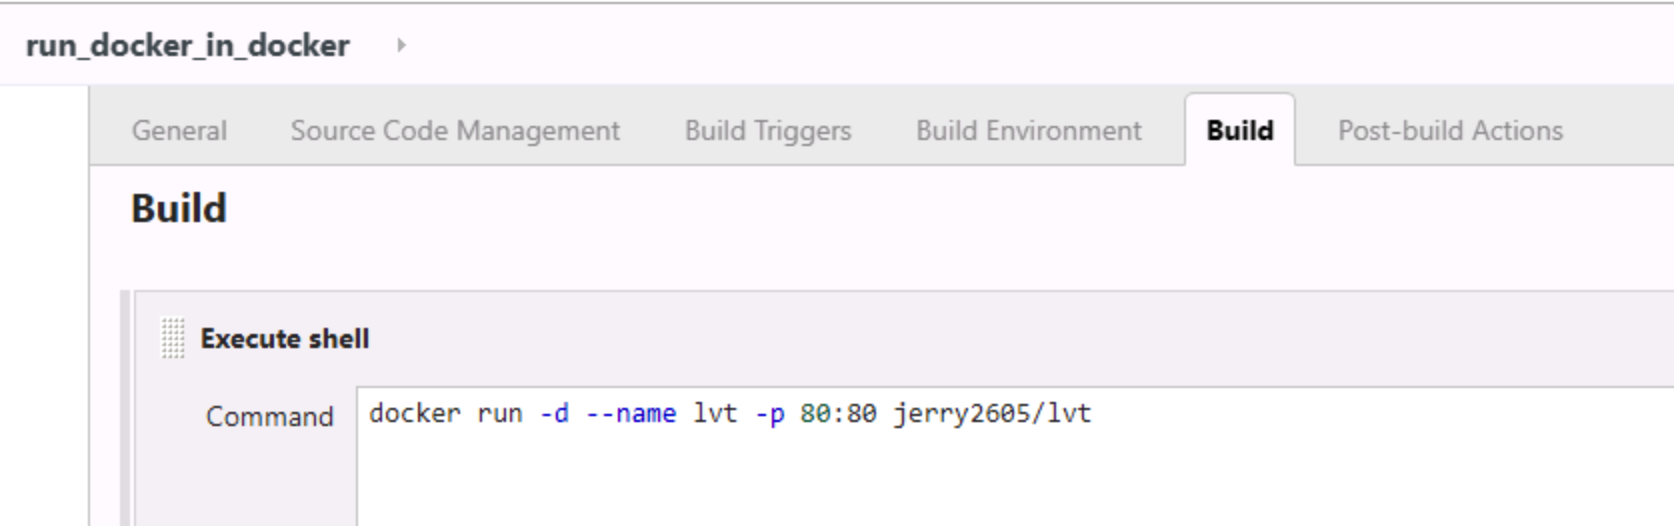 run_docker_in_docker
General Source Code Management Build Triggers Build Environment Build Post-build Actions
Build
Execute shell
Command docker run -d --name lvt -p 80:80 jerry2605/lvt